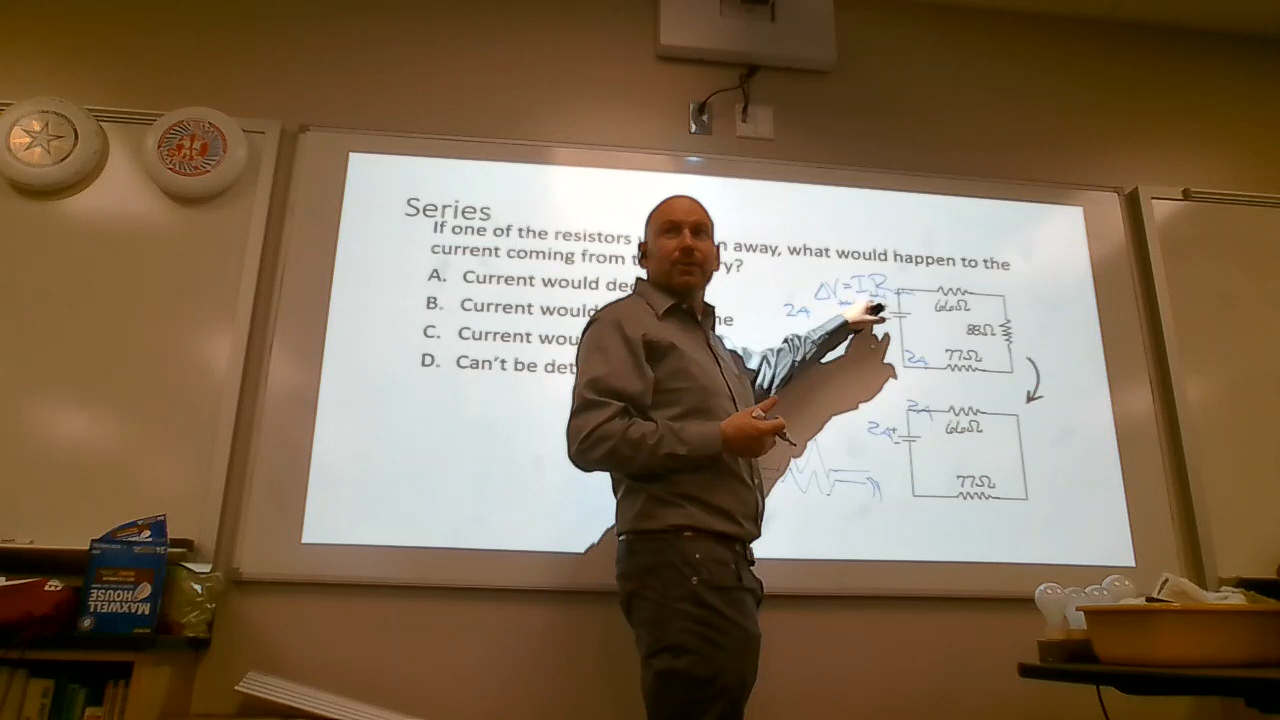 Series
If one of the resistors n away, what would happen to the
current coming from t y?
A. Current would de
B. Current would me
C. Current wou
D. Can't be det
ΔV=IR
2A
66Ω
88Ω
77Ω
2A
2A
66Ω
2A
+
-
77Ω
MAXWELL
HOUSE